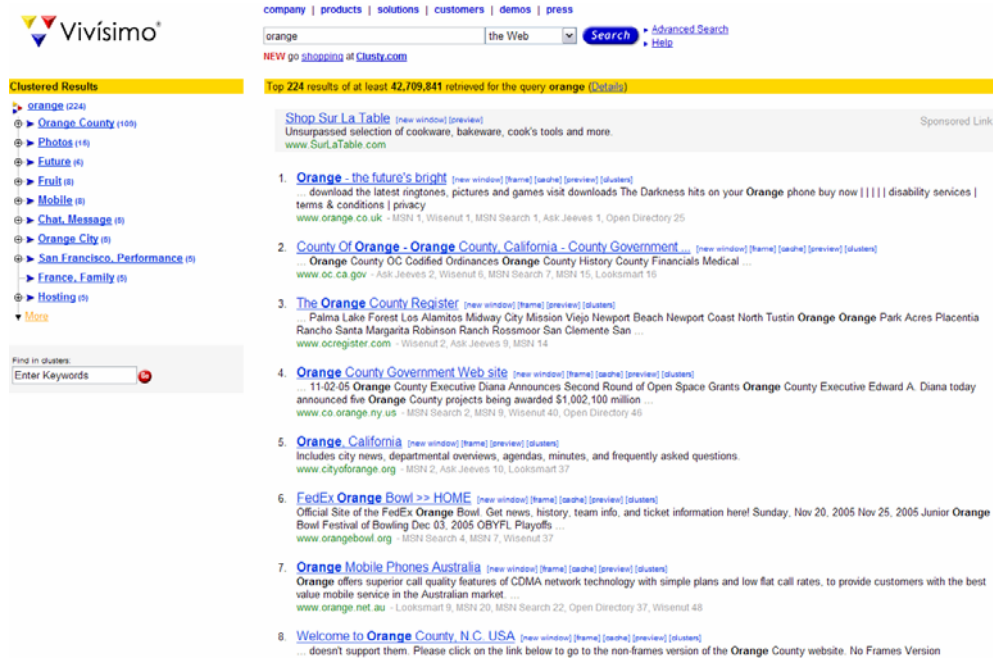 Vivísimo®
company | products | solutions | customers | demos | press
orange the Web Search Advanced Search
Help
NEW go shopping at Clusty.com
Clustered Results
orange (224)
Orange County (109)
Photos (15)
Future (6)
Fruit (8)
Mobile (8)
Chat, Message (5)
Orange City (5)
San Francisco, Performance (5)
France, Family (5)
Hosting (5)
More
Find in clusters:
Enter Keywords Go
Top 224 results of at least 42,709,841 retrieved for the query orange (Details)
Shop Sur La Table [new window] [preview] Sponsored Link
Unsurpassed selection of cookware, bakeware, cook's tools and more.
www.SurLaTable.com
1. Orange - the future's bright [new window] [frame] [cache] [preview] [clusters]
... download the latest ringtones, pictures and games visit downloads The Darkness hits on your Orange phone buy now | | | | | disability services |
terms & conditions | privacy
www.orange.co.uk - MSN 1, Wisenut 1, MSN Search 1, Ask Jeeves 1, Open Directory 25
2. County Of Orange - Orange County, California - County Government ... [new window] [frame] [cache] [preview] [clusters]
... Orange County OC Codified Ordinances Orange County History County Financials Medical ...
www.oc.ca.gov - Ask Jeeves 2, Wisenut 6, MSN Search 7, MSN 15, Looksmart 16
3. The Orange County Register [new window] [frame] [preview] [clusters]
... Palma Lake Forest Los Alamitos Midway City Mission Viejo Newport Beach Newport Coast North Tustin Orange Orange Park Acres Placentia
Rancho Santa Margarita Robinson Ranch Rossmoor San Clemente San ...
www.ocregister.com - Wisenut 2, Ask Jeeves 9, MSN 14
4. Orange County Government Web site [new window] [frame] [cache] [preview] [clusters]
... 11-02-05 Orange County Executive Diana Announces Second Round of Open Space Grants Orange County Executive Edward A. Diana today
announced five Orange County projects being awarded $1,002,100 million ...
www.co.orange.ny.us - MSN Search 2, MSN 9, Wisenut 40, Open Directory 46
5. Orange, California [new window] [frame] [preview] [clusters]
Includes city news, departmental overviews, agendas, minutes, and frequently asked questions.
www.cityoforange.org - MSN 2, Ask Jeeves 10, Looksmart 37
6. FedEx Orange Bowl >> HOME [new window] [frame] [cache] [preview] [clusters]
Official Site of the FedEx Orange Bowl. Get news, history, team info, and ticket information here! Sunday, Nov 20, 2005 Nov 25, 2005 Junior Orange
Bowl Festival of Bowling Dec 03, 2005 OBYFL Playoffs ...
www.orangebowl.org - MSN Search 4, MSN 7, Wisenut 37
7. Orange Mobile Phones Australia [new window] [frame] [cache] [preview] [clusters]
Orange offers superior call quality features of CDMA network technology with simple plans and low flat call rates, to provide customers with the best
value mobile service in the Australian market. ...
www.orange.net.au - Looksmart 9, MSN 20, MSN Search 22, Open Directory 37, Wisenut 48
8. Welcome to Orange County, N.C. USA [new window] [frame] [cache] [preview] [clusters]
... doesn't support them. Please click on the link below to go to the non-frames version of the Orange County website. No Frames Version